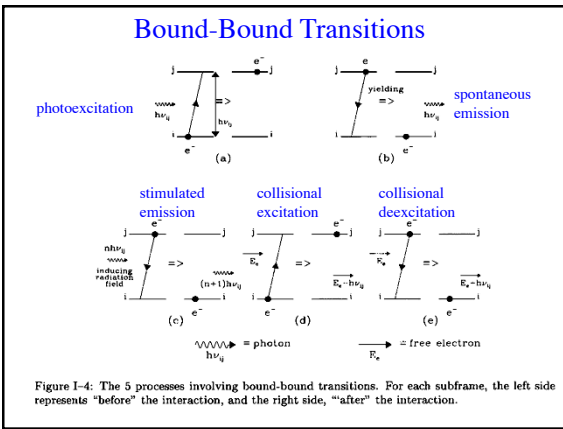 Bound-Bound Transitions
e⁻
j j
photoexcitation
hν_ij
=>
hν_ij
i i
e⁻
(a)
e
j j
yielding
=>
spontaneous
emission
hν_ij
i i
e⁻
(b)
stimulated
emission
e⁻
j j
nhν_ij
inducing
radiation
field
=>
(n+1)hν_ij
i i
(c) e⁻
collisional
excitation
e⁻
j j
E_e
=>
E_e-hν_ij
i i
e⁻
(d)
collisional
deexcitation
e⁻
j j
E_e
=>
E_e+hν_ij
i i
(e) e⁻
= photon
hν_ij
= free electron
E_e
Figure I-4: The 5 processes involving bound-bound transitions. For each subframe, the left side
represents "before" the interaction, and the right side, "'after" the interaction.